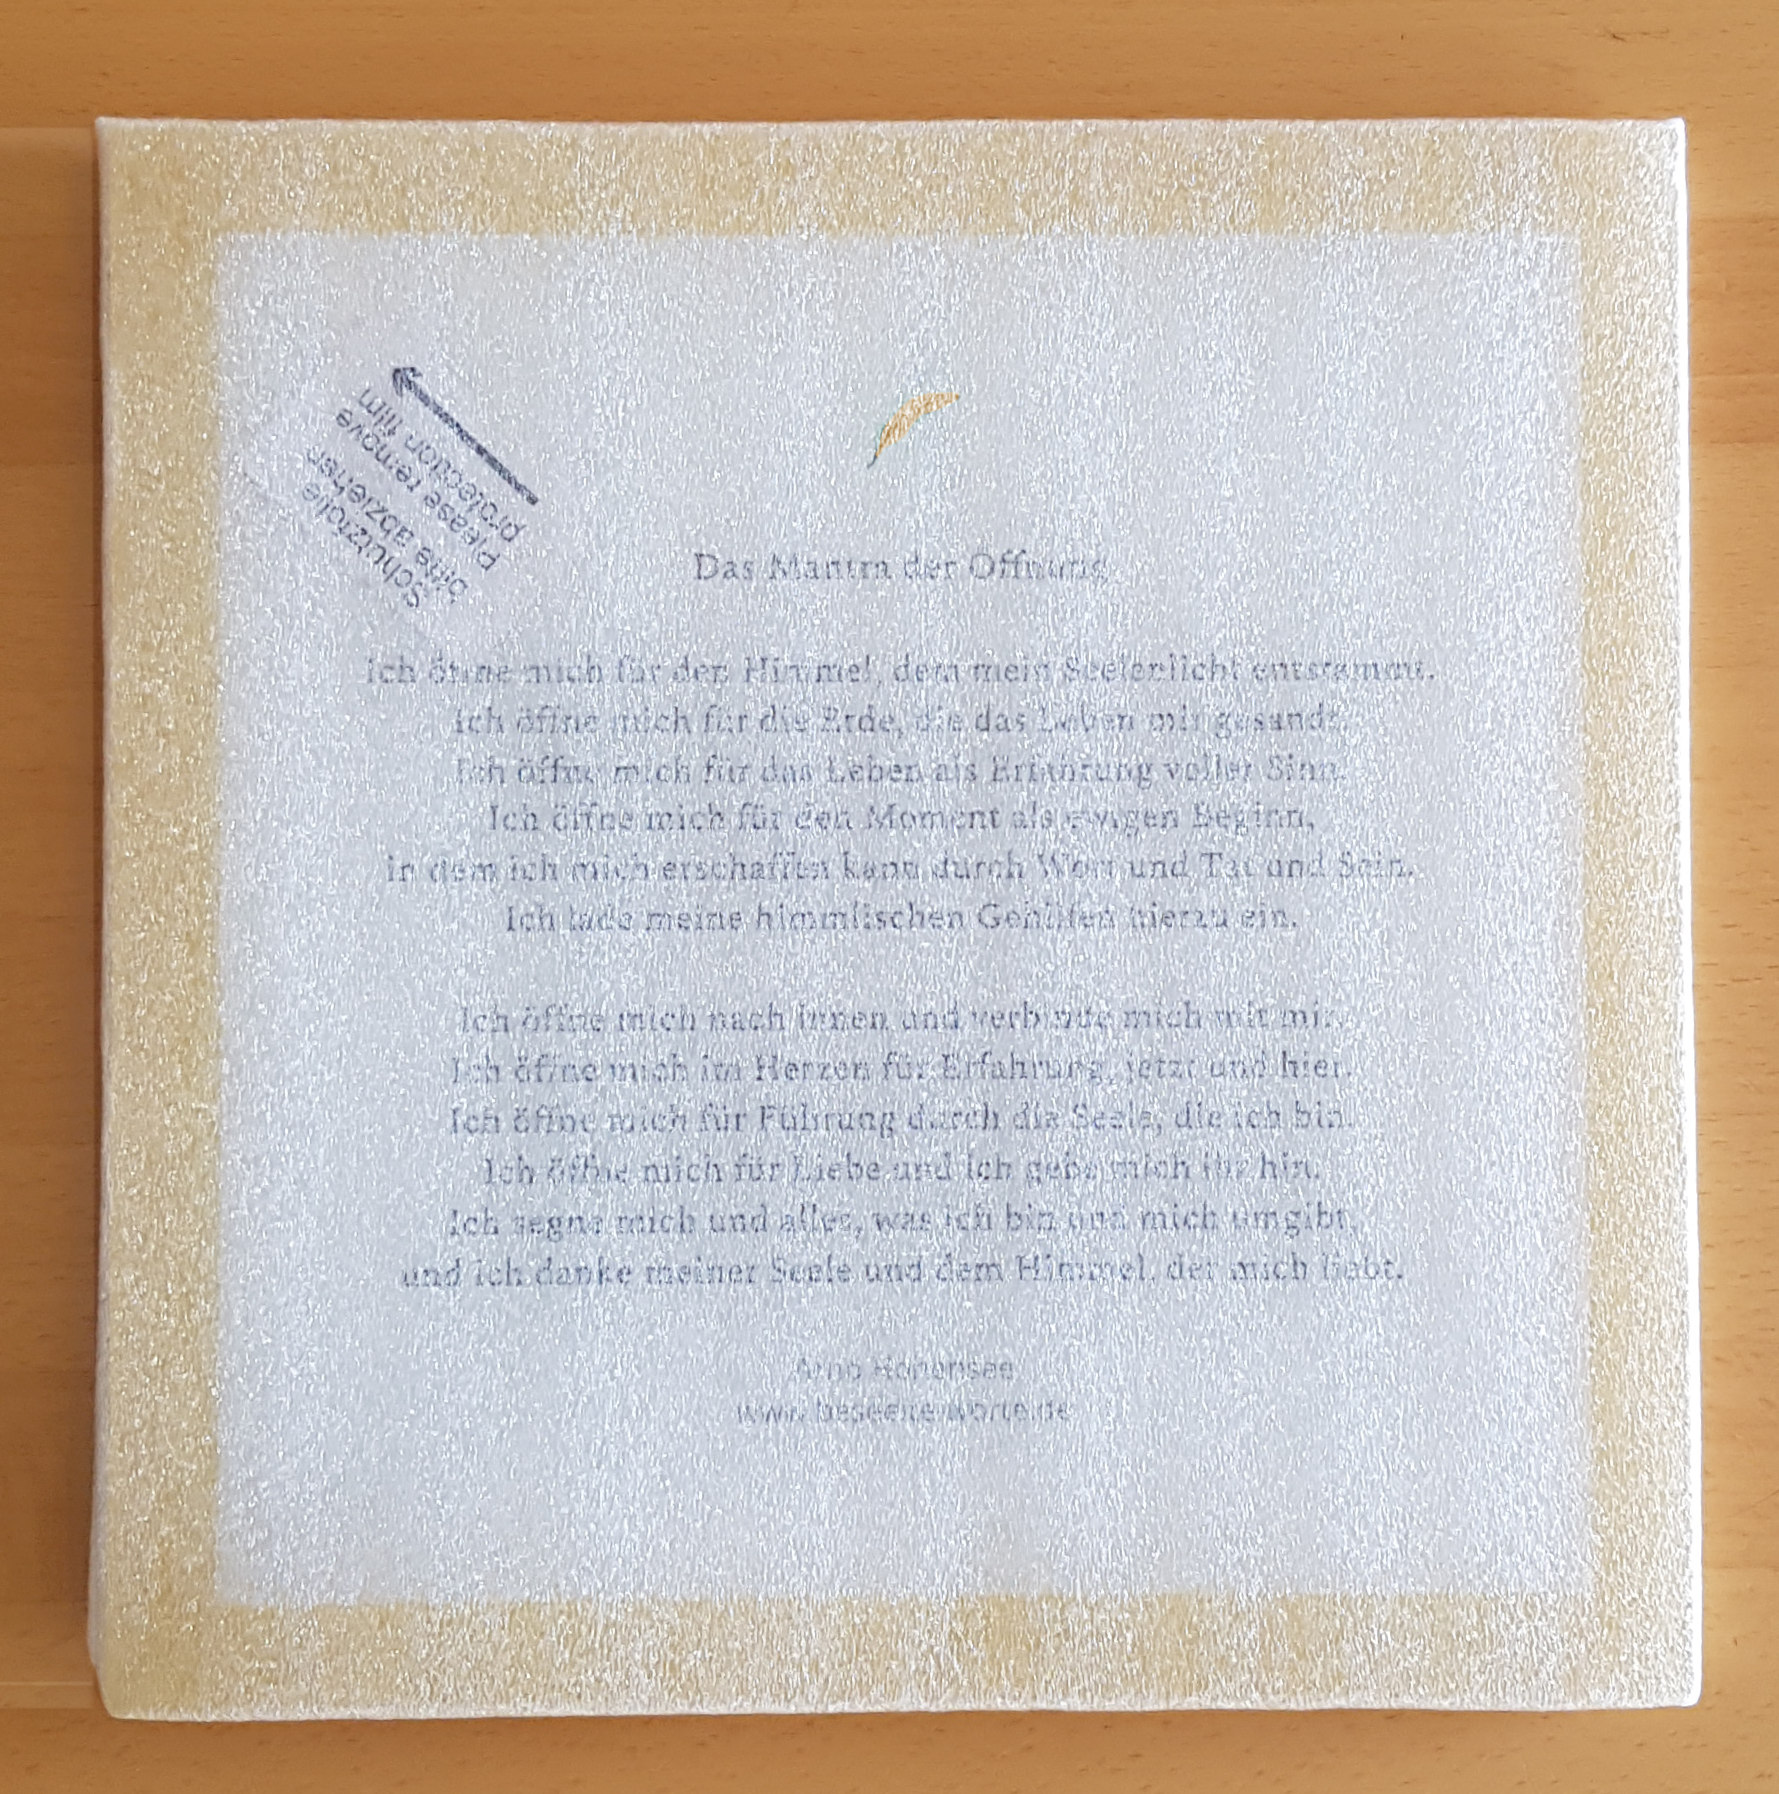 Schutzfolie
bitte abziehen
Please remove
protection film
Das Mantra der Öffnung
Ich öffne mich für den Himmel, dem mein Seelenlicht entstammt.
Ich öffne mich für die Erde, die das Leben mir gesandt.
Ich öffne mich für das Leben als Erfahrung voller Sinn.
Ich öffne mich für den Moment als ewigen Beginn,
in dem ich mich erschaffen kann durch Wort und Tat und Sein.
Ich lade meine himmlischen Gehilfen hierzu ein.
Ich öffne mich nach innen und verbinde mich mit mir.
Ich öffne mich im Herzen für Erfahrung, jetzt und hier.
Ich öffne mich für Führung durch die Seele, die ich bin.
Ich öffne mich für Liebe und ich gebe mich ihr hin.
Ich segne mich und alles, was ich bin und mich umgibt,
und ich danke meiner Seele und dem Himmel, der mich liebt.
Arno
www.beseelte-worte.de